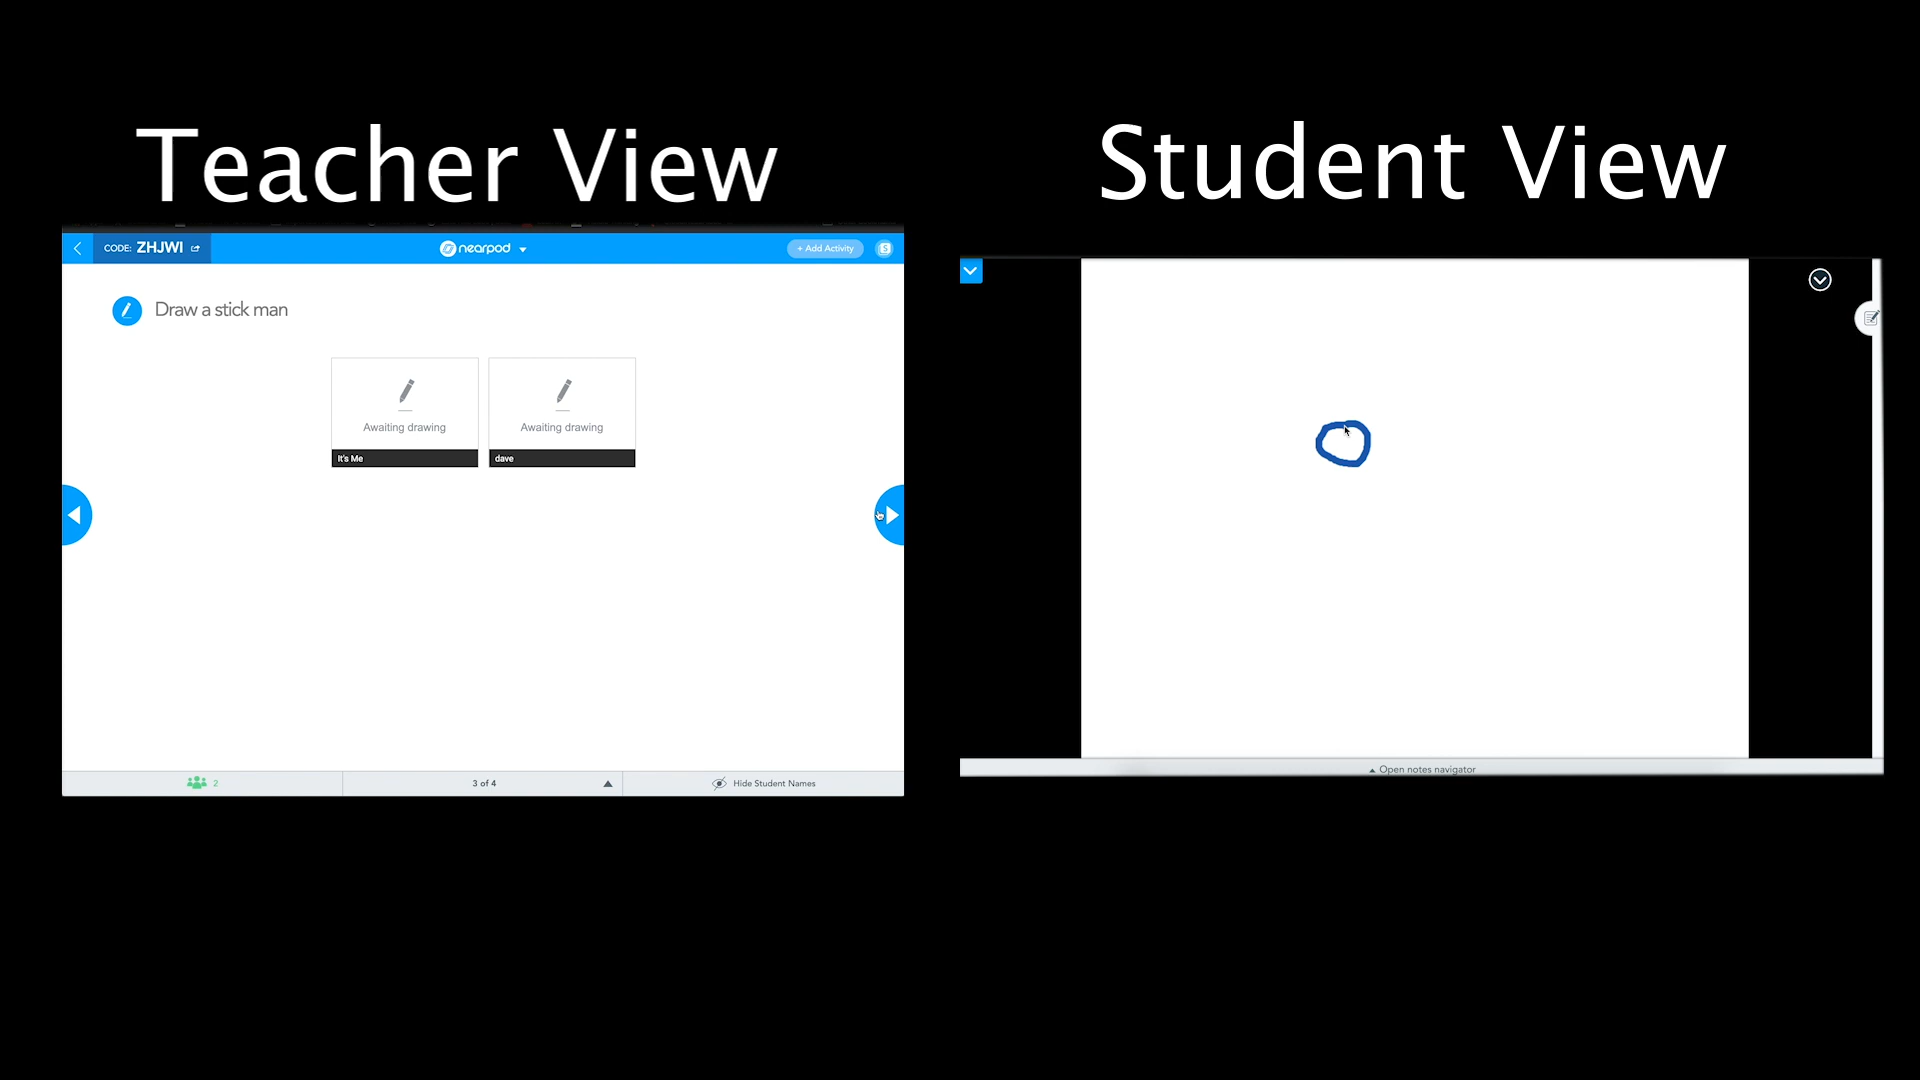 Teacher View
Student View
CODE: ZHJWI
nearpod
+ Add Activity
S
Draw a stick man
Awaiting drawing
Awaiting drawing
It's Me
dave
2
3 of 4
Hide Student Names
Open notes navigator